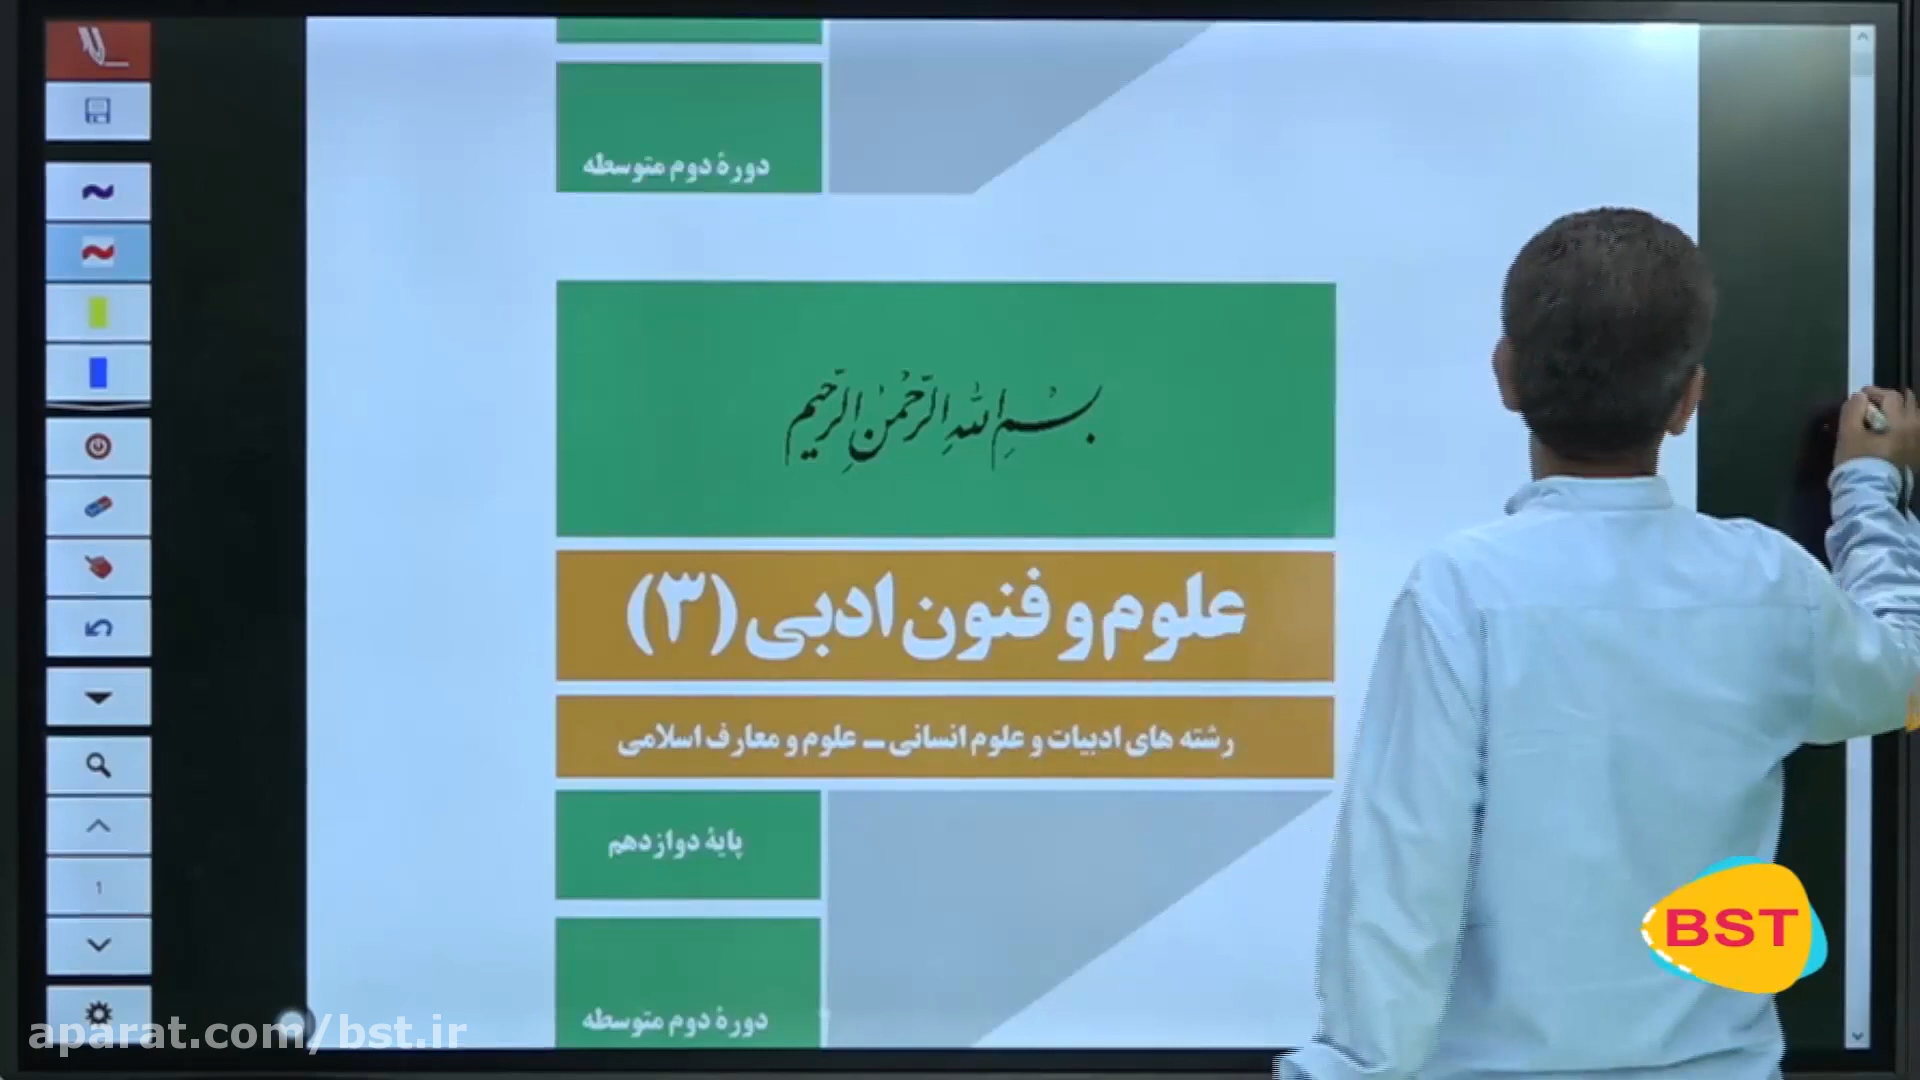 دورهٔ دوم متوسطه
بسم الله الرحمن الرحیم
علوم و فنون ادبی (۳)
رشته های ادبیات و علوم انسانی ــ علوم و معارف اسلامی
پایهٔ دوازدهم
دورهٔ دوم متوسطه
1
BST
aparat.com/bst.ir